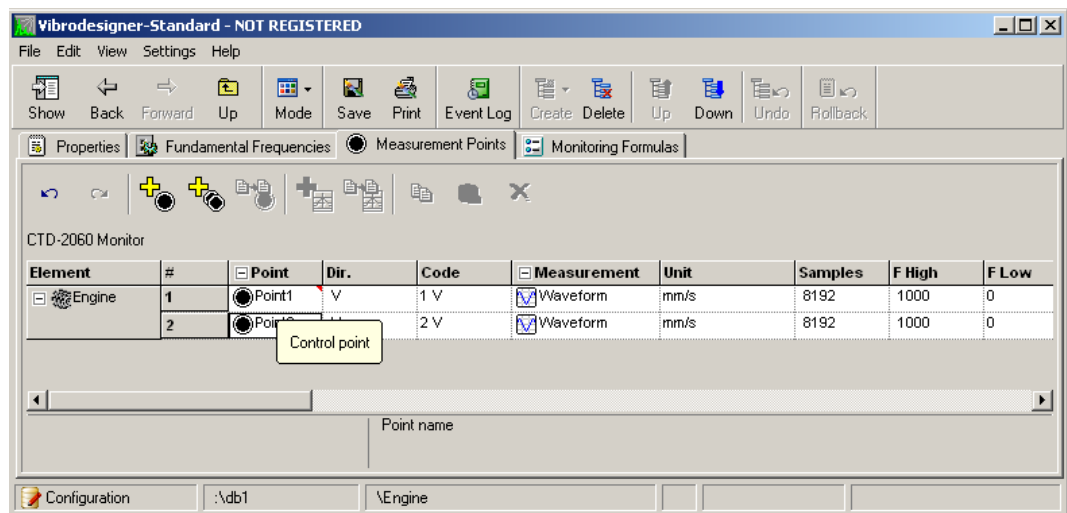 Vibrodesigner-Standard - NOT REGISTERED
File Edit View Settings Help
Show Back Forward Up Mode Save Print Event Log Create Delete Up Down Undo Rollback
Properties Fundamental Frequencies Measurement Points Monitoring Formulas
CTD-2060 Monitor
Element # Point Dir. Code Measurement Unit Samples F High F Low
Engine 1 Point1 V 1 V Waveform mm/s 8192 1000 0
2 2 V Waveform mm/s 8192 1000 0
Control point
Point name
Configuration :\db1 \Engine